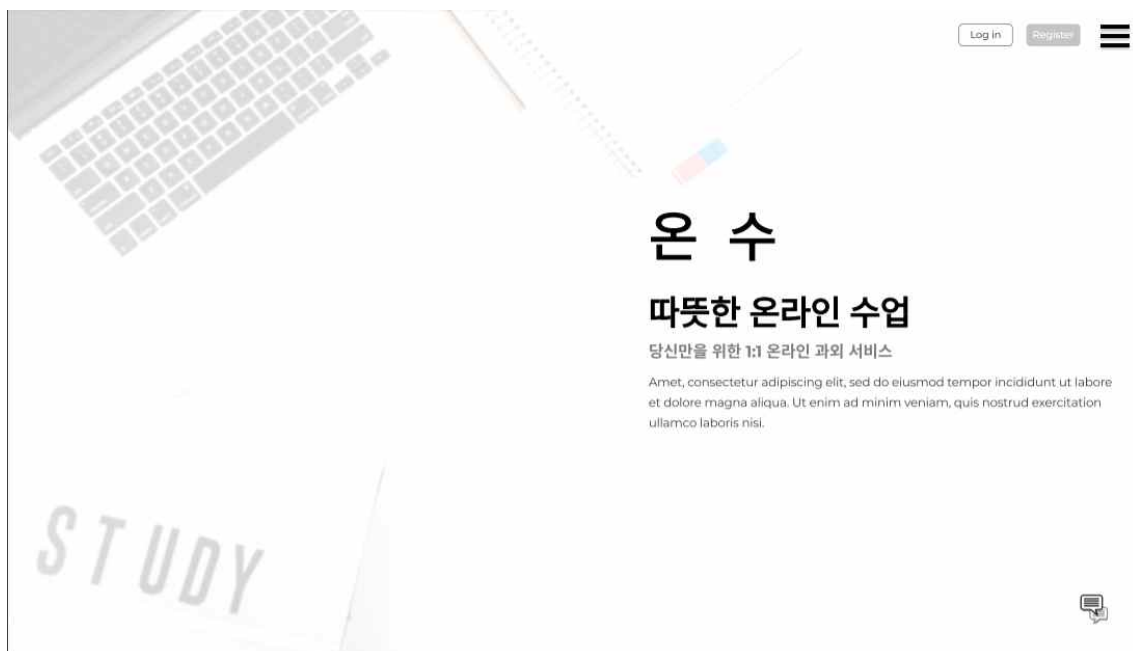 Log in
Register
온 수
따뜻한 온라인 수업
당신만을 위한 1:1 온라인 과외 서비스
Amet, consectetur adipiscing elit, sed do eiusmod tempor incididunt ut labore
et dolore magna aliqua. Ut enim ad minim veniam, quis nostrud exercitation
ullamco laboris nisi.
STUDY